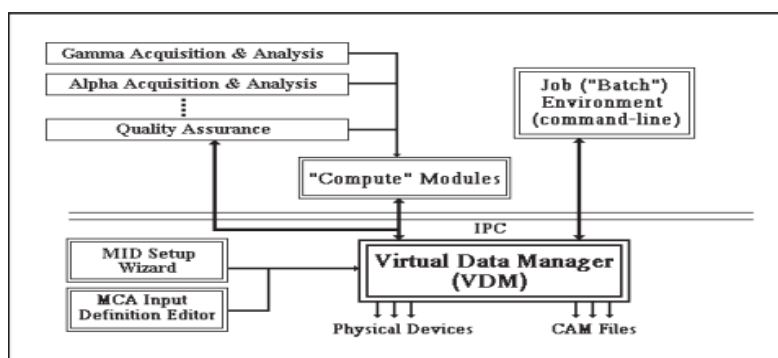 Gamma Acquisition & Analysis
Alpha Acquisition & Analysis
Quality Assurance
Job ("Batch")
Environment
(command-line)
"Compute" Modules
IPC
MID Setup
Wizard
MCA Input
Definition Editor
Virtual Data Manager
(VDM)
Physical Devices
CAM Files